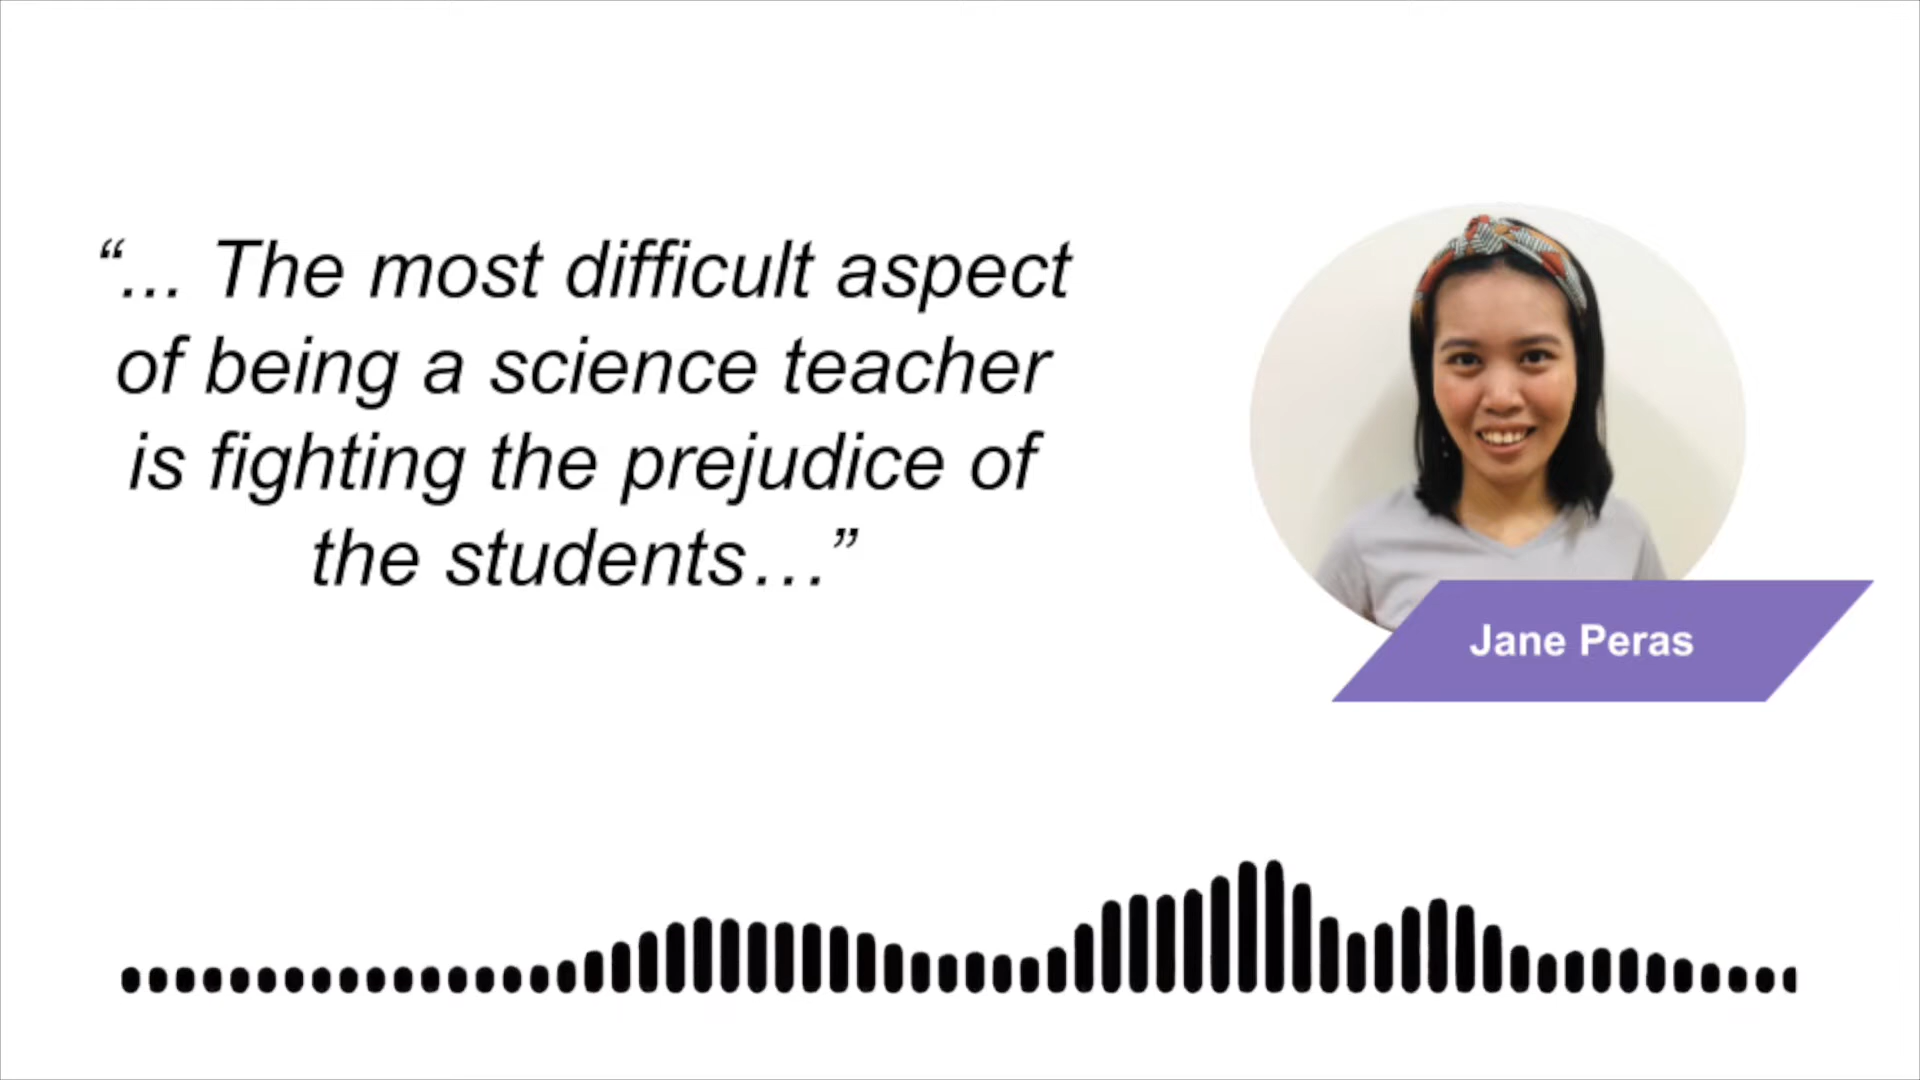 “... The most difficult aspect
of being a science teacher
is fighting the prejudice of
the students…”
Jane Peras